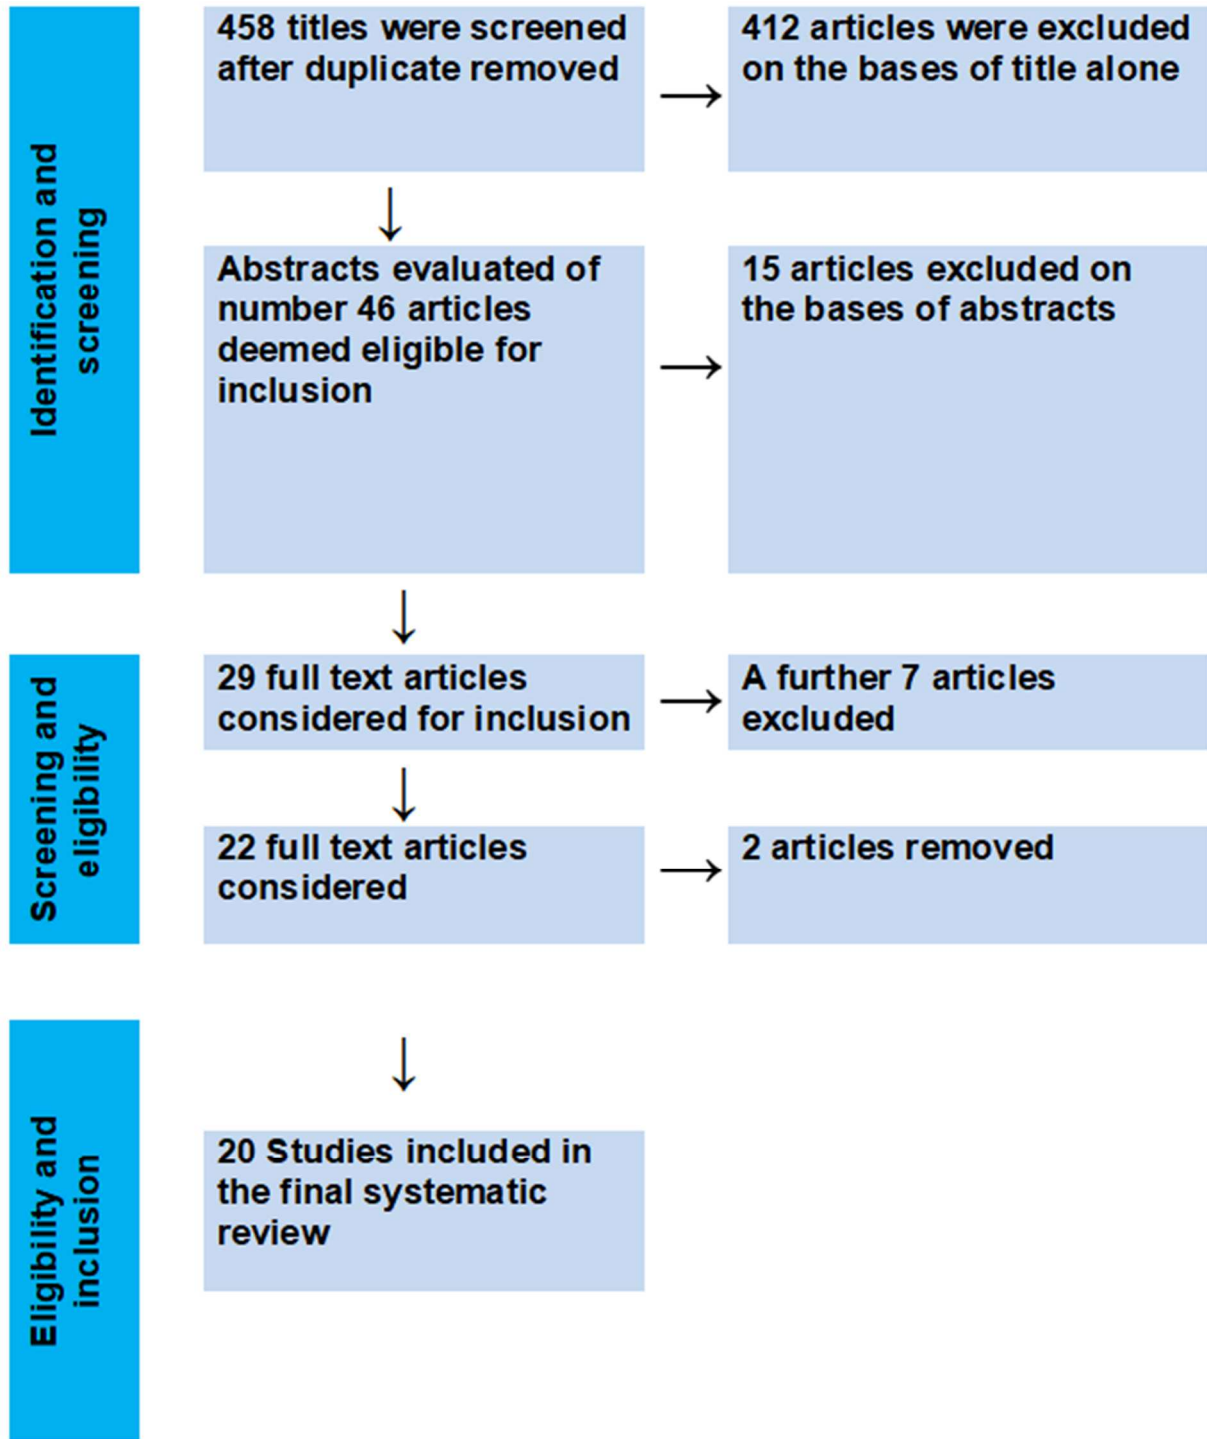 Identification and
screening
458 titles were screened
after duplicate removed
412 articles were excluded
on the bases of title alone
Abstracts evaluated of
number 46 articles
deemed eligible for
inclusion
15 articles excluded on
the bases of abstracts
Screening and
eligibility
29 full text articles
considered for inclusion
A further 7 articles
excluded
22 full text articles
considered
2 articles removed
Eligibility and
inclusion
20 Studies included in
the final systematic
review